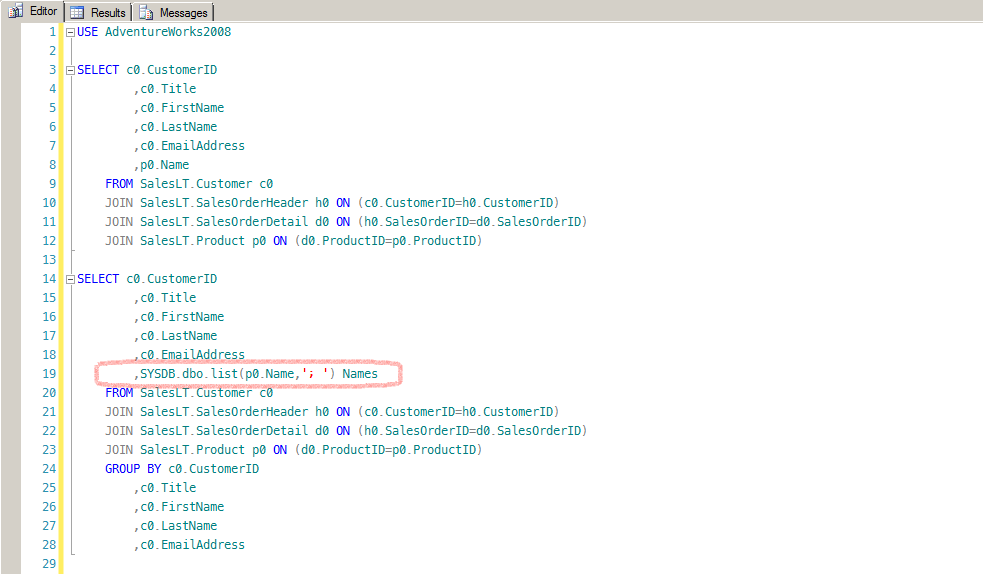 Editor Results Messages
1 USE AdventureWorks2008
2
3 SELECT c0.CustomerID
4 ,c0.Title
5 ,c0.FirstName
6 ,c0.LastName
7 ,c0.EmailAddress
8 ,p0.Name
9 FROM SalesLT.Customer c0
10 JOIN SalesLT.SalesOrderHeader h0 ON (c0.CustomerID=h0.CustomerID)
11 JOIN SalesLT.SalesOrderDetail d0 ON (h0.SalesOrderID=d0.SalesOrderID)
12 JOIN SalesLT.Product p0 ON (d0.ProductID=p0.ProductID)
13
14 SELECT c0.CustomerID
15 ,c0.Title
16 ,c0.FirstName
17 ,c0.LastName
18 ,c0.EmailAddress
19 ,SYSDB.dbo.list(p0.Name,'; ') Names
20 FROM SalesLT.Customer c0
21 JOIN SalesLT.SalesOrderHeader h0 ON (c0.CustomerID=h0.CustomerID)
22 JOIN SalesLT.SalesOrderDetail d0 ON (h0.SalesOrderID=d0.SalesOrderID)
23 JOIN SalesLT.Product p0 ON (d0.ProductID=p0.ProductID)
24 GROUP BY c0.CustomerID
25 ,c0.Title
26 ,c0.FirstName
27 ,c0.LastName
28 ,c0.EmailAddress
29